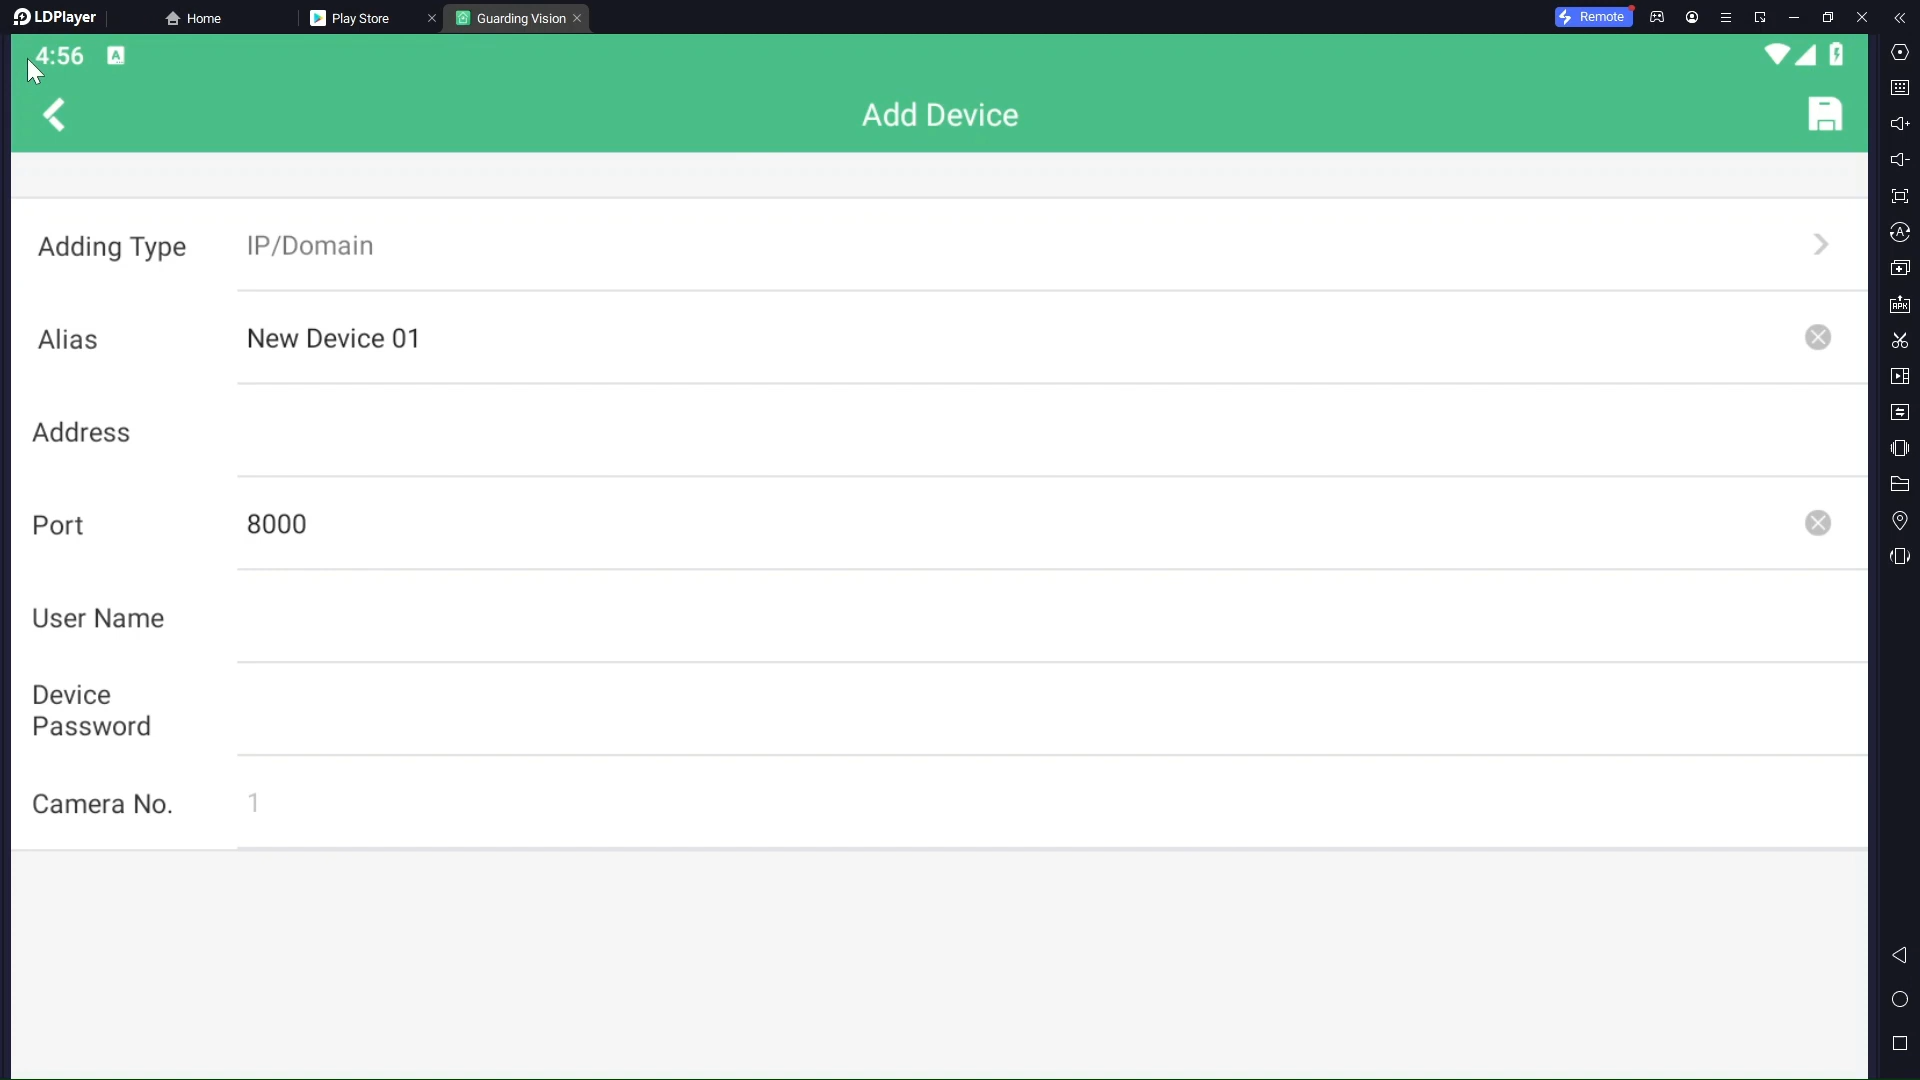 LDPlayer
Home
Play Store
Guarding Vision
Remote
4:56
A
Add Device
Adding Type
IP/Domain
Alias
New Device 01
Address
Port
8000
User Name
Device
Password
Camera No.
1
A
APK